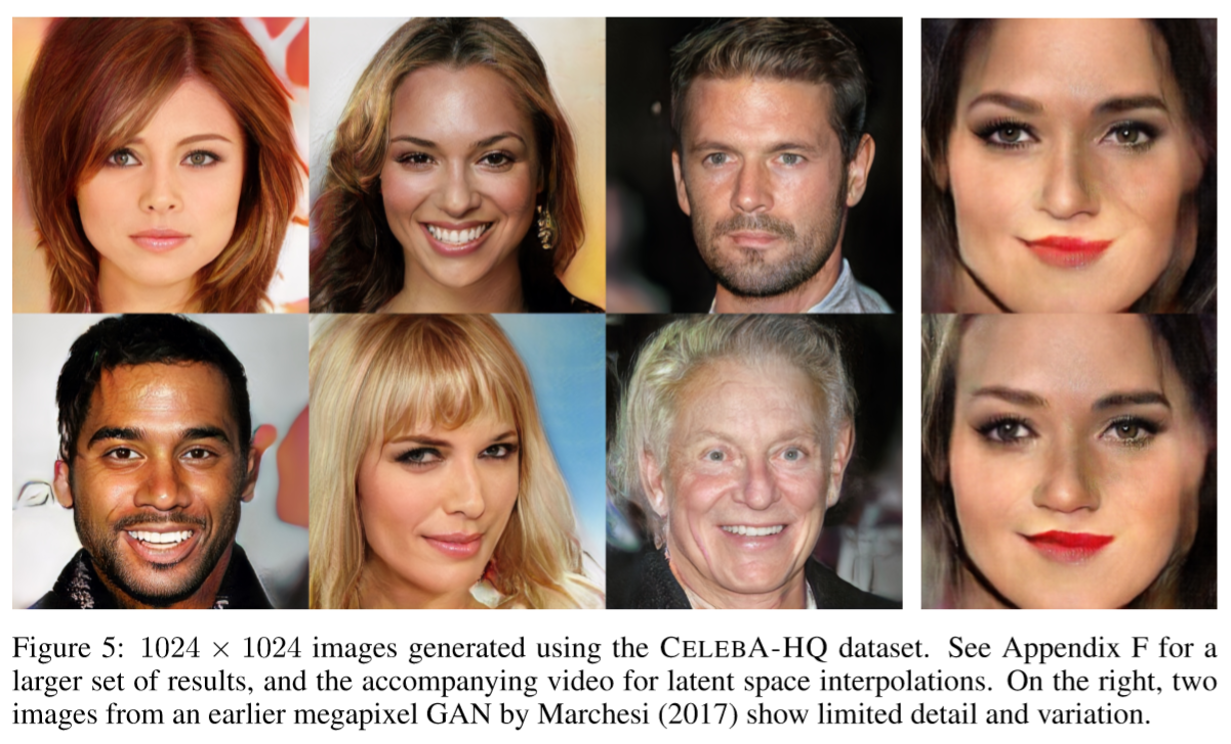 Figure 5: 1024 × 1024 images generated using the CELEBA-HQ dataset. See Appendix F for a
larger set of results, and the accompanying video for latent space interpolations. On the right, two
images from an earlier megapixel GAN by Marchesi (2017) show limited detail and variation.